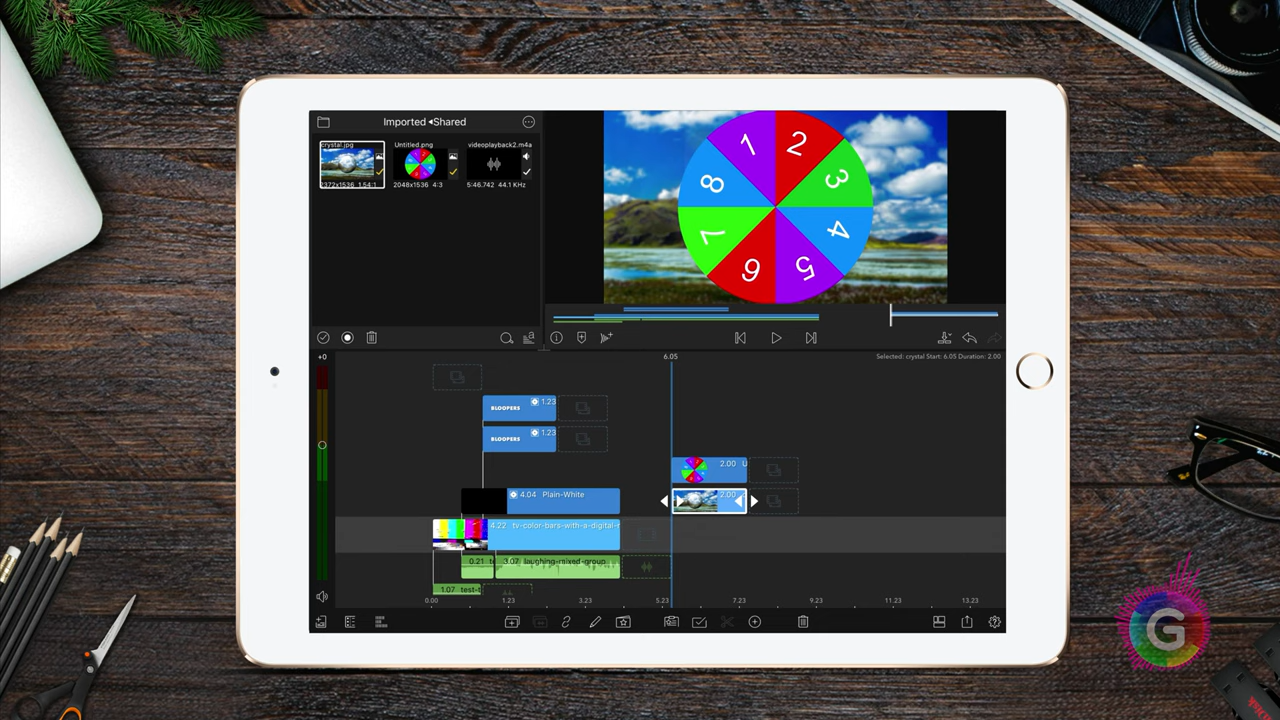 Imported ◂Shared
crystal.jpg
Untitled.png
videoplayback2.m4a
2372x1536 1.54:1
2048x1536 4:3
5:46.742 44.1 KHz
1
2
3
4
5
6
7
8
+0
6.05
Selected: crystal Start: 6.05 Duration: 2.00
BLOOPERS
1.23
BLOOPERS
1.23
2.00 U
4.04 Plain-White
2.00
4.22 tv-color-bars-with-a-digital-r
0.21 t
3.07 laughing-mixed-group
1.07 test-t
0.00 1.23 3.23 5.23 7.23 9.23 11.23 13.23
G